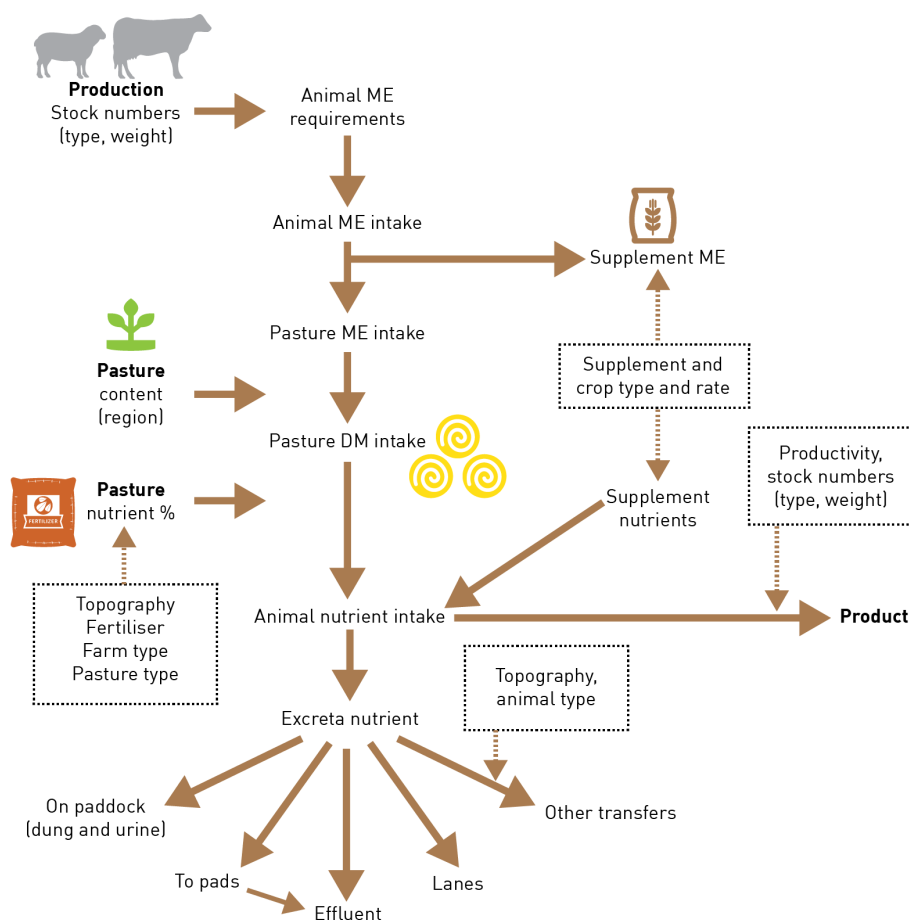 Production
Stock numbers
(type, weight)
Animal ME
requirements
Animal ME intake
Supplement ME
Pasture ME intake
Pasture
content
(region)
Supplement and
crop type and rate
Pasture DM intake
Productivity,
stock numbers
(type, weight)
Pasture
nutrient %
FERTILIZER
Supplement
nutrients
Topography
Fertiliser
Farm type
Pasture type
Animal nutrient intake
Product
Topography,
animal type
Excreta nutrient
On paddock
(dung and urine)
Other transfers
To pads
Lanes
Effluent